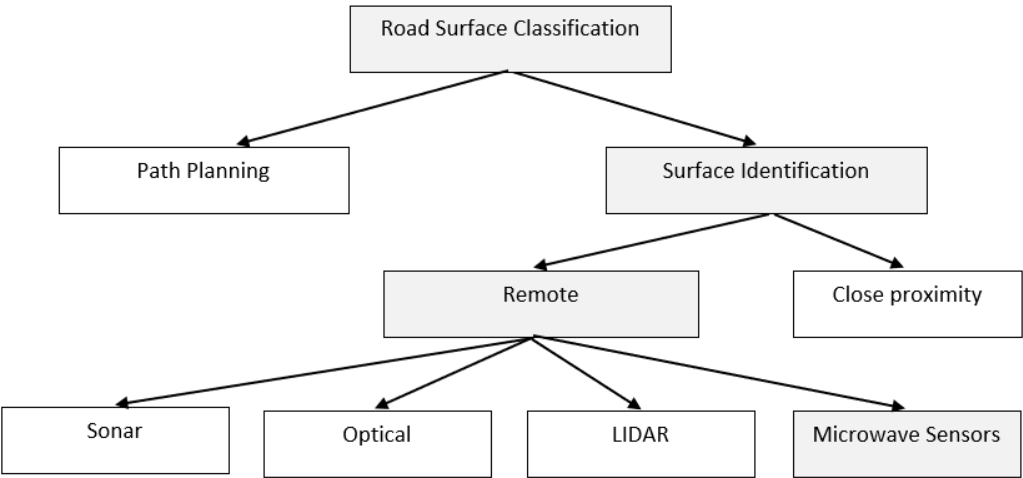 Road Surface Classification
Path Planning
Surface Identification
Remote
Close proximity
Sonar
Optical
LIDAR
Microwave Sensors